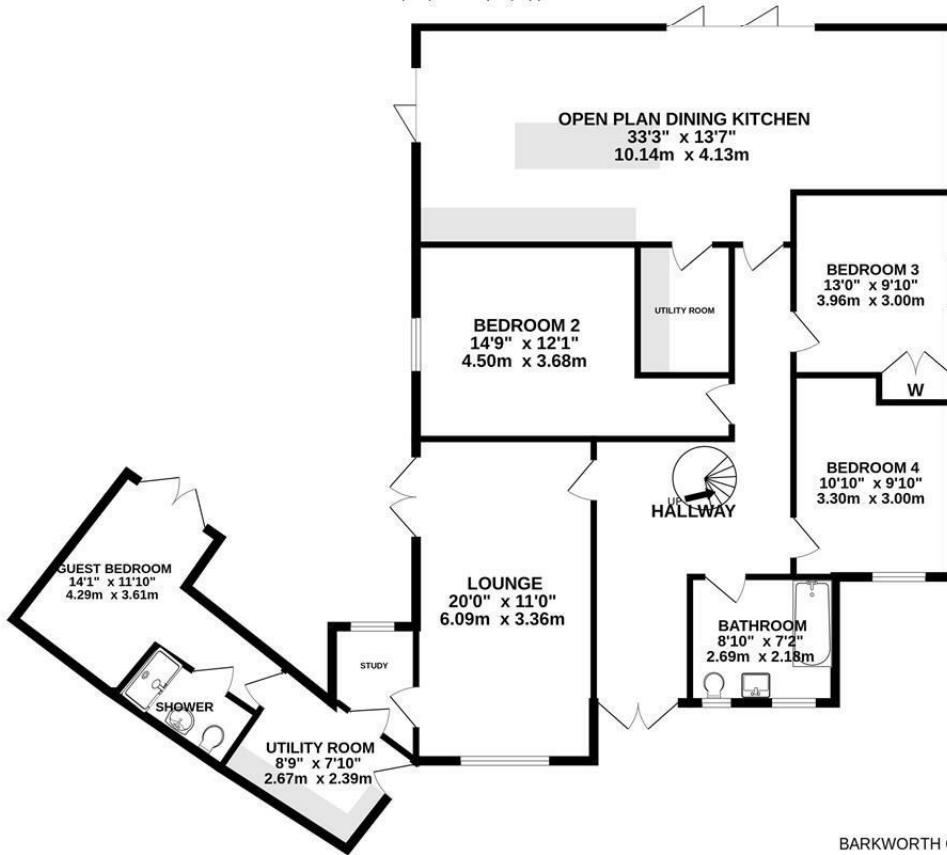 OPEN PLAN DINING KITCHEN
33'3" x 13'7"
10.14m x 4.13m
BEDROOM 3
13'0" x 9'10"
3.96m x 3.00m
UTILITY ROOM
BEDROOM 2
14'9" x 12'1"
4.50m x 3.68m
W
BEDROOM 4
10'10" x 9'10"
3.30m x 3.00m
UP
HALLWAY
GUEST BEDROOM
14'1" x 11'10"
4.29m x 3.61m
LOUNGE
20'0" x 11'0"
6.09m x 3.36m
BATHROOM
8'10" x 7'2"
2.69m x 2.18m
STUDY
SHOWER
UTILITY ROOM
8'9" x 7'10"
2.67m x 2.39m
BARKWORTH